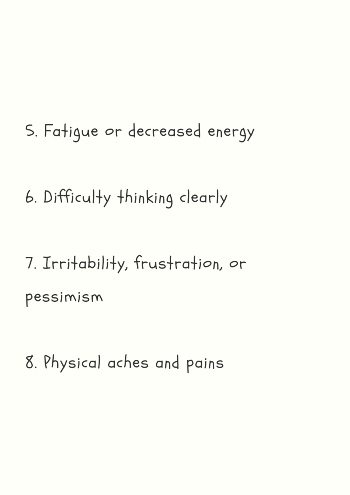 5. Fatigue or decreased energy
6. Difficulty thinking clearly
7. Irritability, frustration, or
pessimism
8. Physical aches and pains